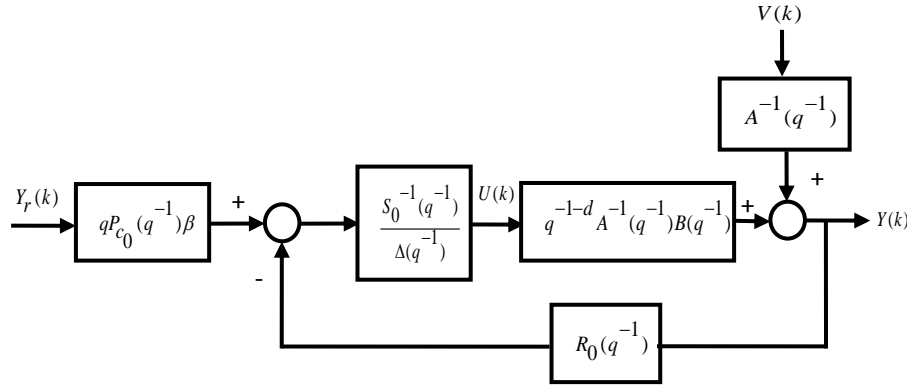 V(k)
A⁻¹(q⁻¹)
+
Y_r(k)
qP_{c_0}(q⁻¹)β
+
-
S_0⁻¹(q⁻¹)
Δ(q⁻¹)
U(k)
q^{-1-d} A⁻¹(q⁻¹)B(q⁻¹)
+
Y(k)
R_0(q⁻¹)